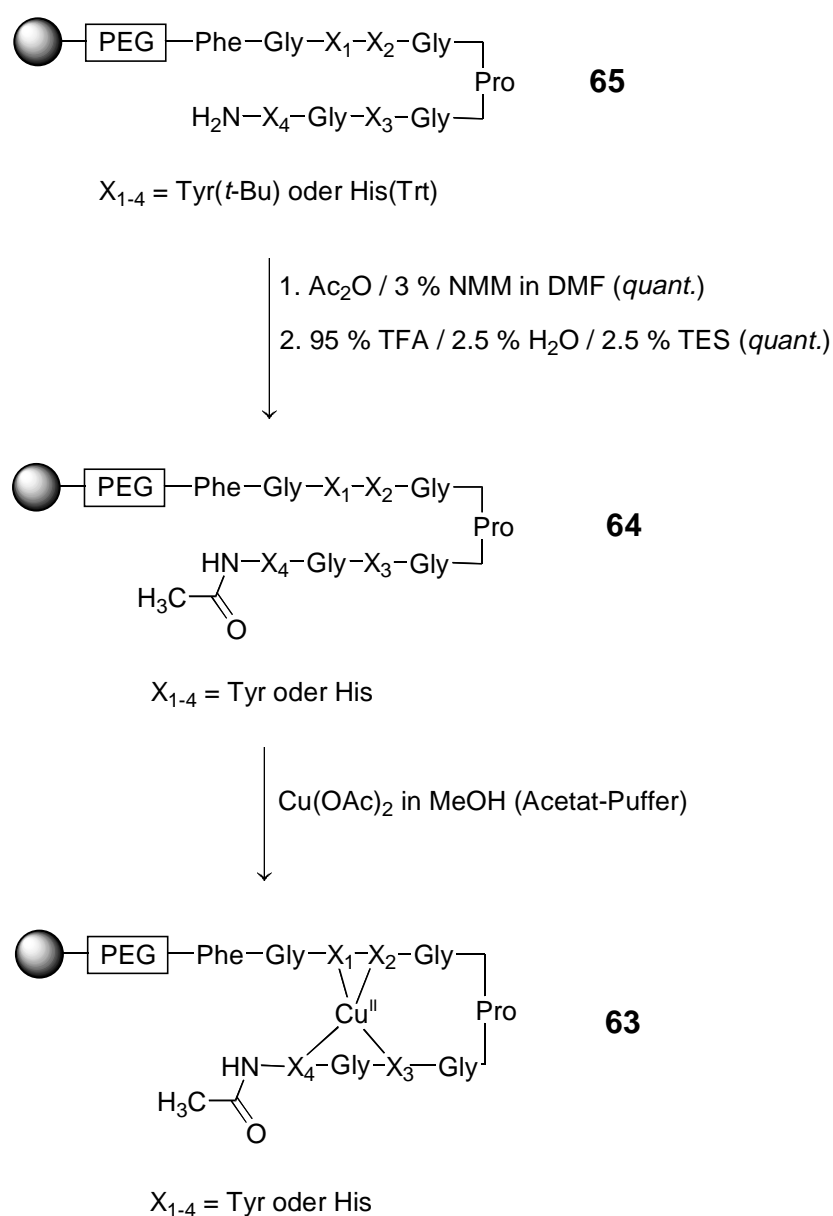 PEG–Phe–Gly–X₁–X₂–Gly
Pro
65
H₂N–X₄–Gly–X₃–Gly
X₁₋₄ = Tyr(t-Bu) oder His(Trt)
1. Ac₂O / 3 % NMM in DMF (quant.)
2. 95 % TFA / 2.5 % H₂O / 2.5 % TES (quant.)
PEG–Phe–Gly–X₁–X₂–Gly
Pro
64
HN–X₄–Gly–X₃–Gly
H₃C
O
X₁₋₄ = Tyr oder His
Cu(OAc)₂ in MeOH (Acetat-Puffer)
PEG–Phe–Gly–X₁–X₂–Gly
Cuᴵᴵ
Pro
63
HN–X₄–Gly–X₃–Gly
H₃C
O
X₁₋₄ = Tyr oder His